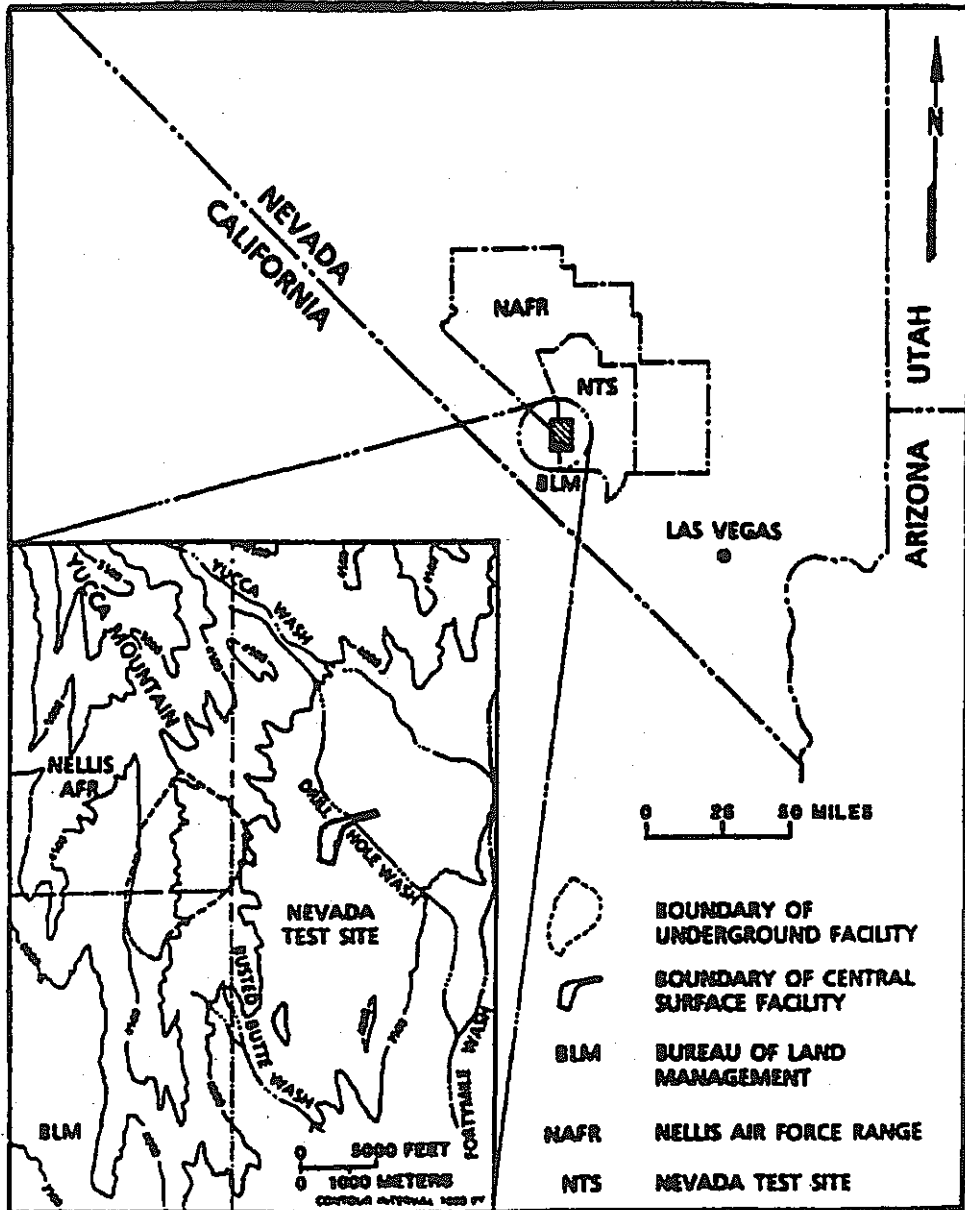 N
NEVADA
CALIFORNIA
NAFR
NTS
BLM
UTAH
ARIZONA
LAS VEGAS
YUCCA WASH
YUCCA MOUNTAIN
NELLIS
AFR
DRILL HOLE WASH
NEVADA
TEST SITE
BUSTED BUTTE WASH
FORTYMILE WASH
BLM
0 5000 FEET
0 1000 METERS
0 25 50 MILES
BOUNDARY OF
UNDERGROUND FACILITY
BOUNDARY OF CENTRAL
SURFACE FACILITY
BLM BUREAU OF LAND
MANAGEMENT
NAFR NELLIS AIR FORCE RANGE
NTS NEVADA TEST SITE